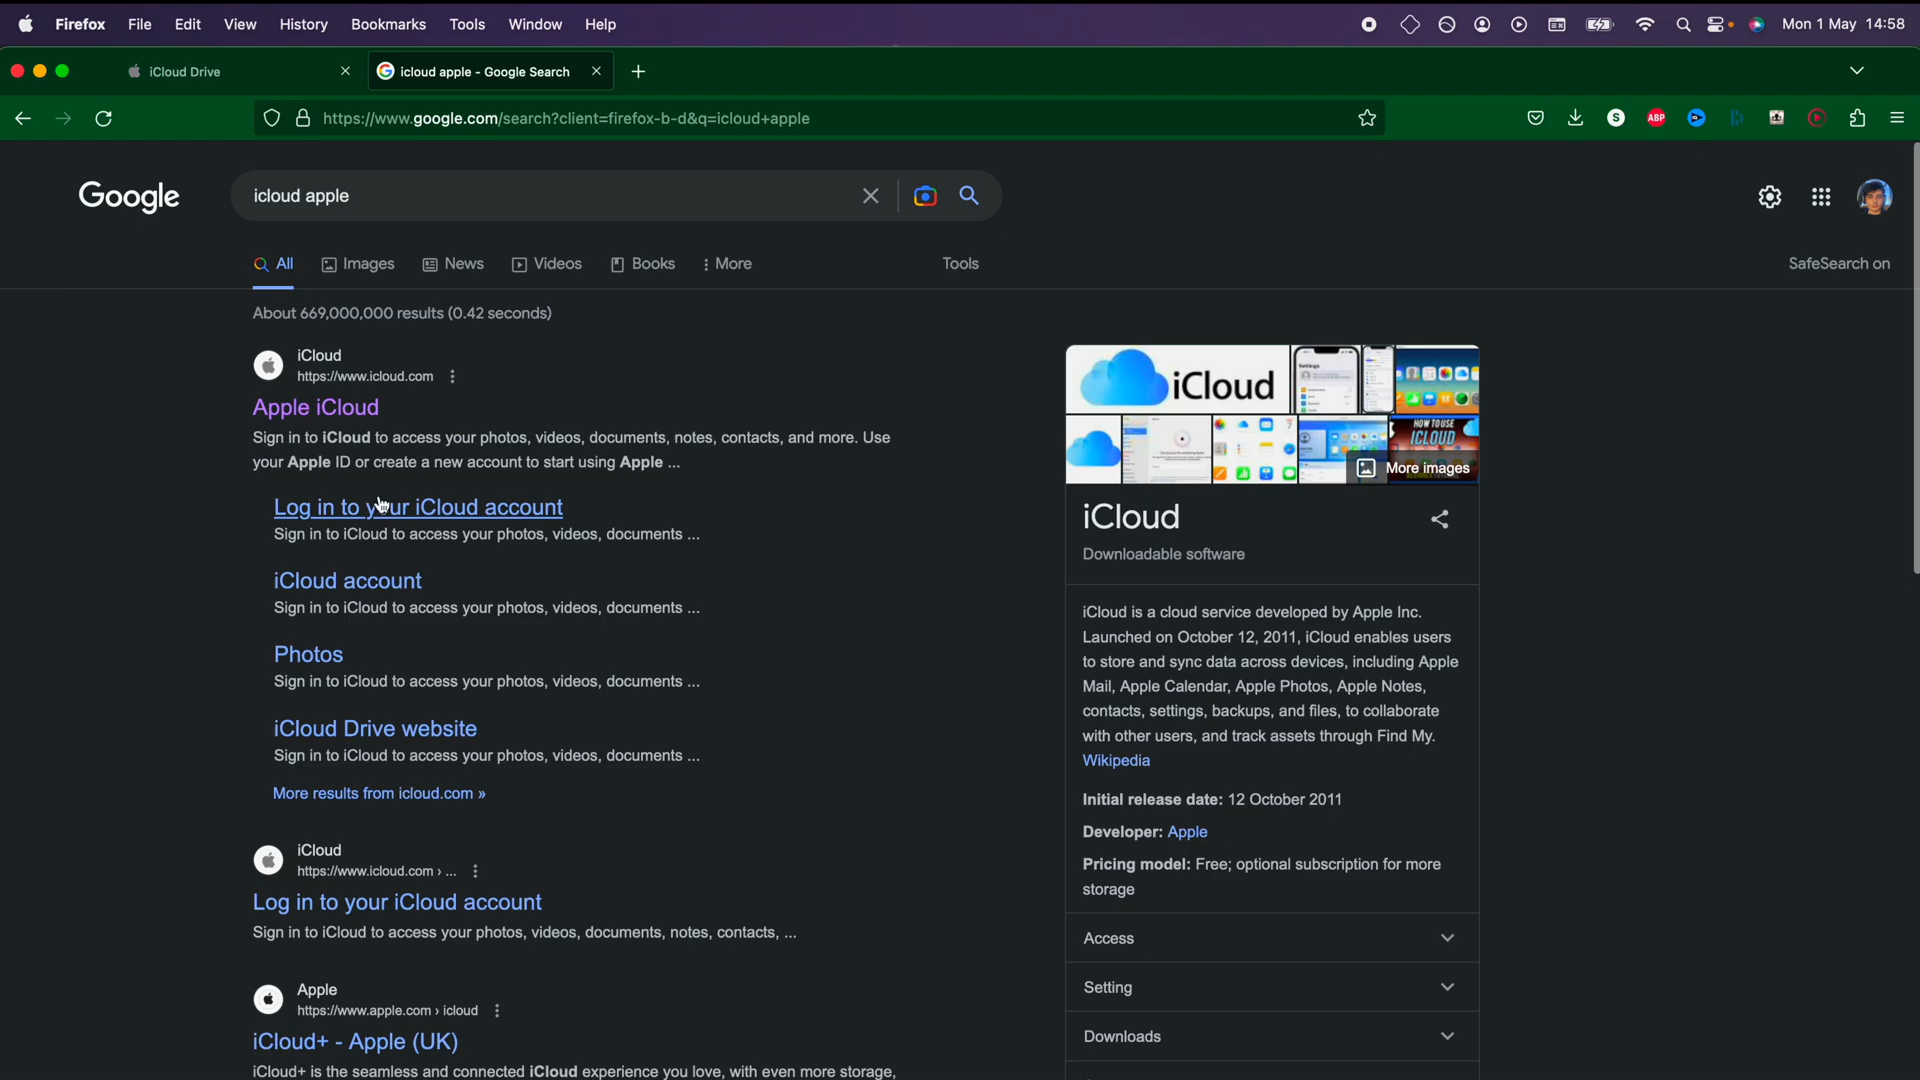 Firefox File Edit View History Bookmarks Tools Window Help Mon 1 May 14:58
iCloud Drive
icloud apple - Google Search
https://www.google.com/search?client=firefox-b-d&q=icloud+apple
S ABP
Google
icloud apple
All Images News Videos Books More Tools SafeSearch on
About 669,000,000 results (0.42 seconds)
iCloud
https://www.icloud.com
Apple iCloud
Sign in to iCloud to access your photos, videos, documents, notes, contacts, and more. Use
your Apple ID or create a new account to start using Apple ...
Log in to your iCloud account
Sign in to iCloud to access your photos, videos, documents ...
iCloud account
Sign in to iCloud to access your photos, videos, documents ...
Photos
Sign in to iCloud to access your photos, videos, documents ...
iCloud Drive website
Sign in to iCloud to access your photos, videos, documents ...
More results from icloud.com »
iCloud
https://www.icloud.com › ...
Log in to your iCloud account
Sign in to iCloud to access your photos, videos, documents, notes, contacts, ...
Apple
https://www.apple.com › icloud
iCloud+ - Apple (UK)
iCloud+ is the seamless and connected iCloud experience you love, with even more storage,
iCloud
Settings
HOW TO USE
ICLOUD
More images
iCloud
Downloadable software
iCloud is a cloud service developed by Apple Inc.
Launched on October 12, 2011, iCloud enables users
to store and sync data across devices, including Apple
Mail, Apple Calendar, Apple Photos, Apple Notes,
contacts, settings, backups, and files, to collaborate
with other users, and track assets through Find My.
Wikipedia
Initial release date: 12 October 2011
Developer: Apple
Pricing model: Free; optional subscription for more
storage
Access
Setting
Downloads